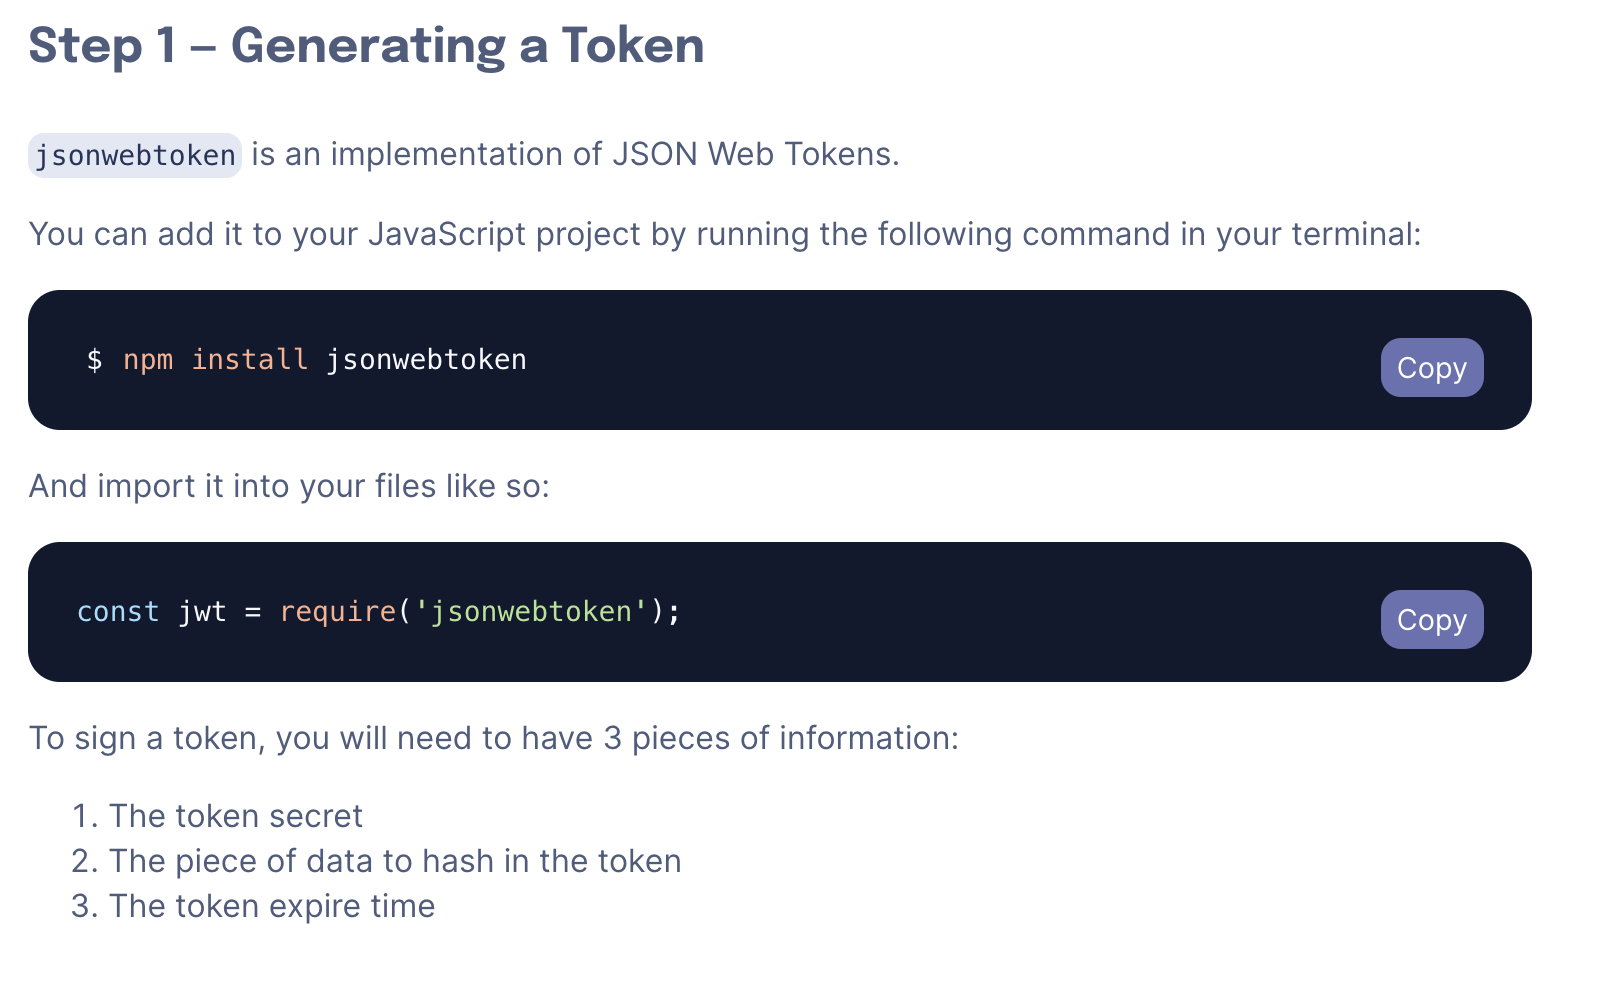 Step 1 — Generating a Token
jsonwebtoken is an implementation of JSON Web Tokens.
You can add it to your JavaScript project by running the following command in your terminal:
$ npm install jsonwebtoken
Copy
And import it into your files like so:
const jwt = require('jsonwebtoken');
Copy
To sign a token, you will need to have 3 pieces of information:
1. The token secret
2. The piece of data to hash in the token
3. The token expire time